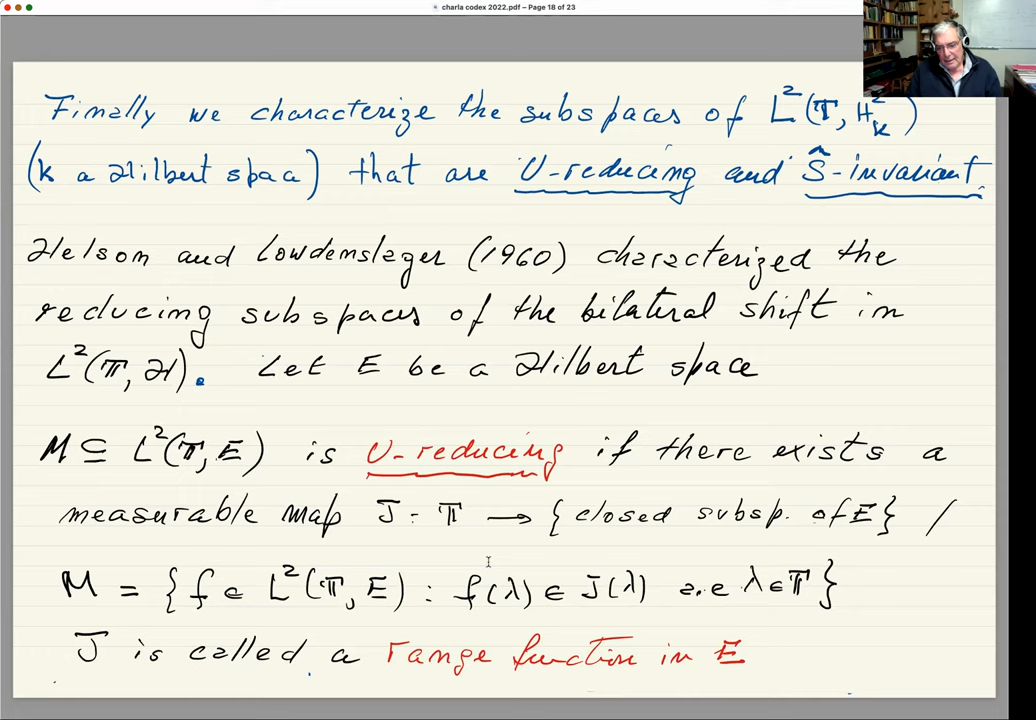 charla codex 2022.pdf – Page 18 of 23
Finally we characterize the subspaces of L²(𝕋, H²_K)
(K a Hilbert spaa) that are U-reducing and Ŝ-invariant.
Helson and Lowdenslager (1960) characterized the
reducing subspaces of the bilateral shift in
L²(𝕋, ℋ). Let E be a Hilbert space
M ⊆ L²(𝕋, E) is U-reducing if there exists a
measurable map J : 𝕋 → {closed subsp. of E} /
M = {f ∈ L²(𝕋, E) : f(λ) ∈ J(λ) a.e λ ∈ 𝕋}
J is called a range function in E